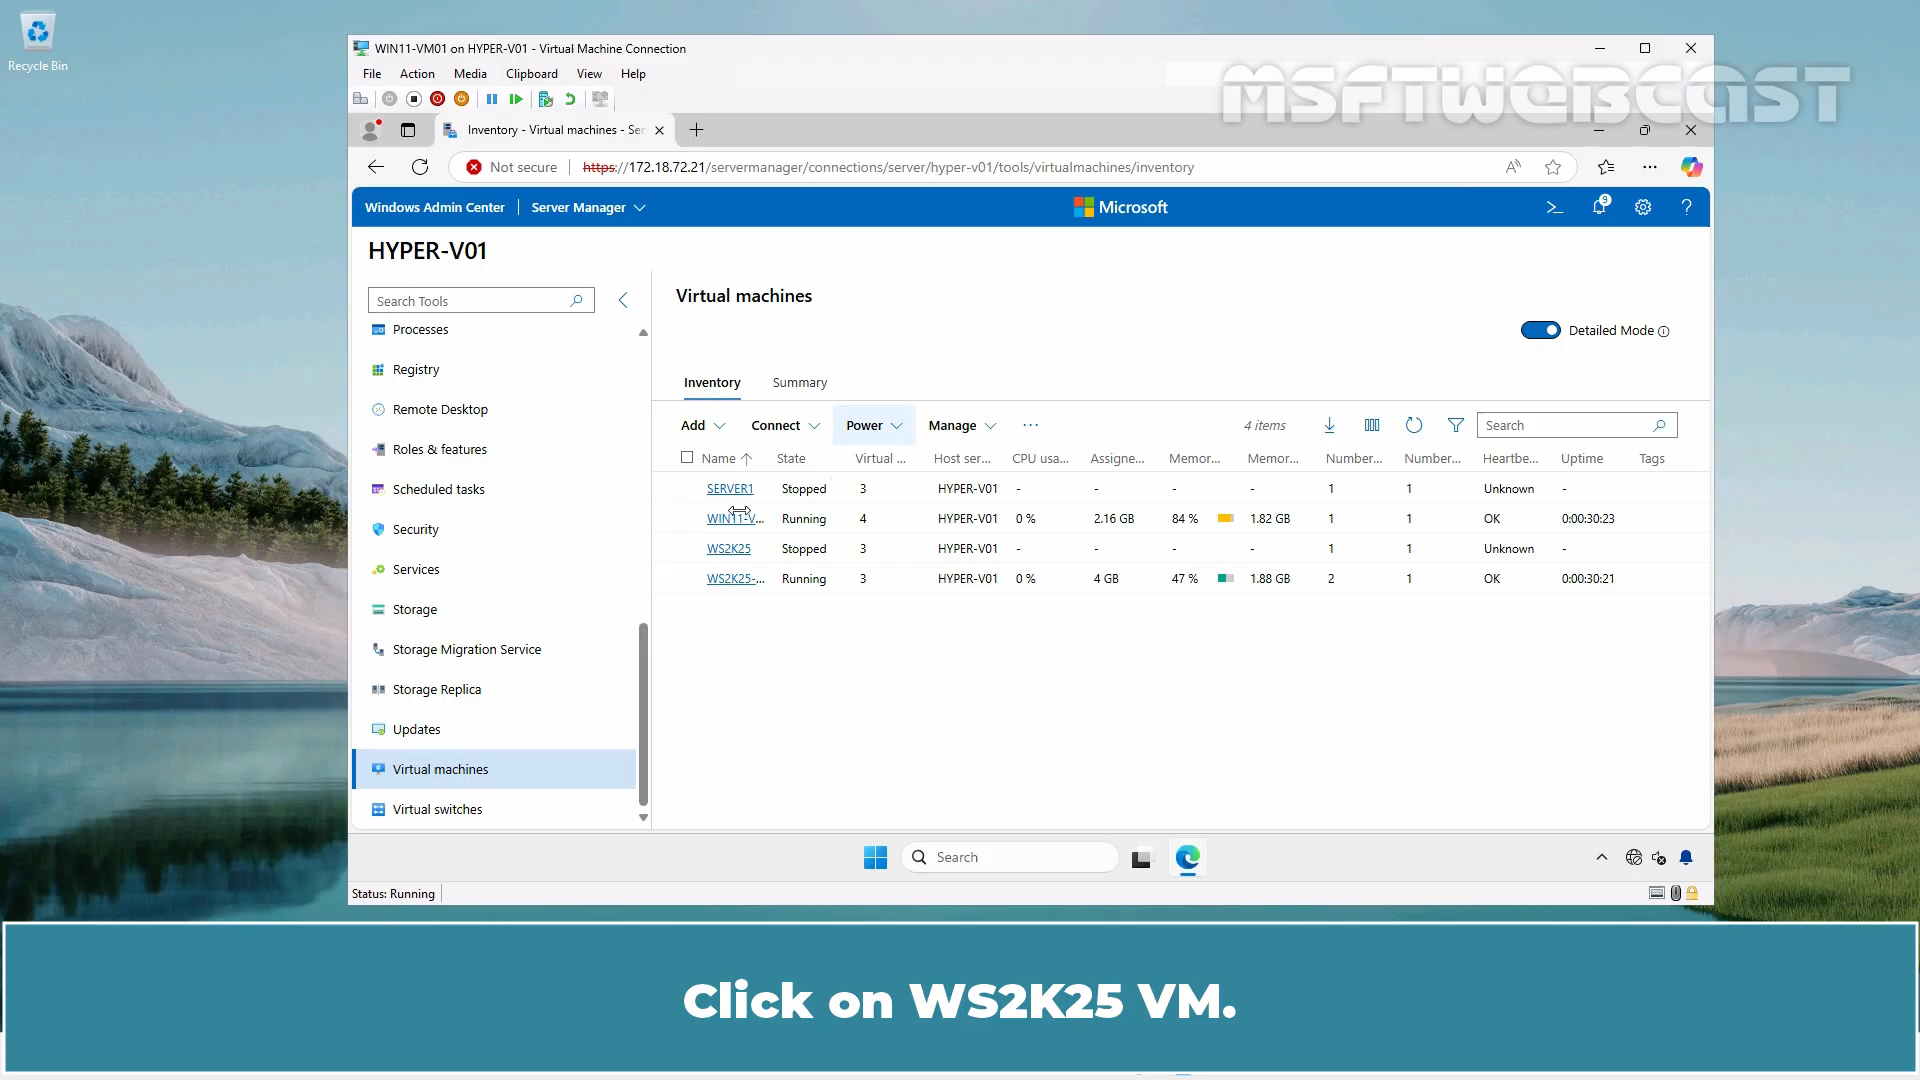 Recycle Bin
WIN11-VM01 on HYPER-V01 - Virtual Machine Connection
File Action Media Clipboard View Help
MSFTWEBCAST
Inventory - Virtual machines - Ser
Not secure https://172.18.72.21/servermanager/connections/server/hyper-v01/tools/virtualmachines/inventory
Windows Admin Center Server Manager Microsoft 9
HYPER-V01
Search Tools
Processes
Registry
Remote Desktop
Roles & features
Scheduled tasks
Security
Services
Storage
Storage Migration Service
Storage Replica
Updates
Virtual machines
Virtual switches
Virtual machines
Detailed Mode
Inventory Summary
Add Connect Power Manage ... 4 items Search
Name State Virtual ... Host ser... CPU usa... Assigne... Memor... Memor... Number... Number... Heartbe... Uptime Tags
SERVER1 Stopped 3 HYPER-V01 - - - - 1 1 Unknown -
WIN11-V... Running 4 HYPER-V01 0 % 2.16 GB 84 % 1.82 GB 1 1 OK 0:00:30:23
WS2K25 Stopped 3 HYPER-V01 - - - - 1 1 Unknown -
WS2K25-... Running 3 HYPER-V01 0 % 4 GB 47 % 1.88 GB 2 1 OK 0:00:30:21
Search
Status: Running
Click on WS2K25 VM.